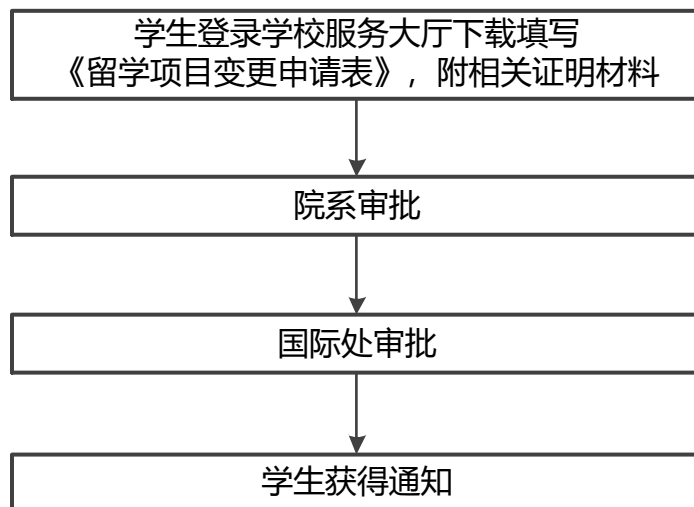 学生登录学校服务大厅下载填写
《留学项目变更申请表》，附相关证明材料
院系审批
国际处审批
学生获得通知